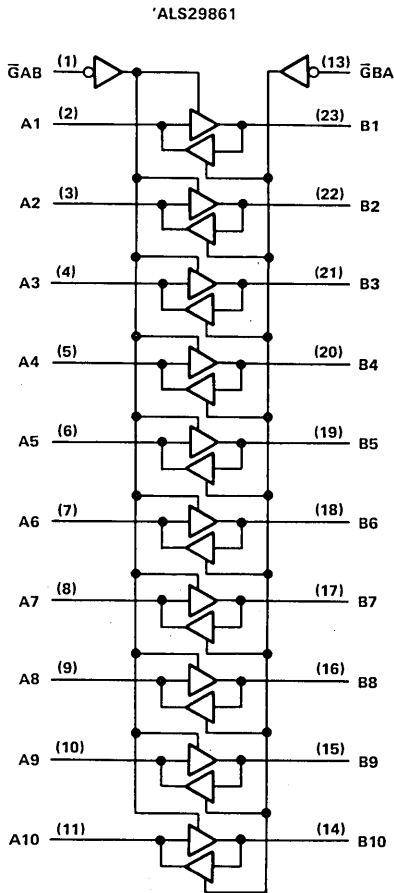 'ALS29861
G̅AB (1) (13) G̅BA
A1 (2) (23) B1
A2 (3) (22) B2
A3 (4) (21) B3
A4 (5) (20) B4
A5 (6) (19) B5
A6 (7) (18) B6
A7 (8) (17) B7
A8 (9) (16) B8
A9 (10) (15) B9
A10 (11) (14) B10